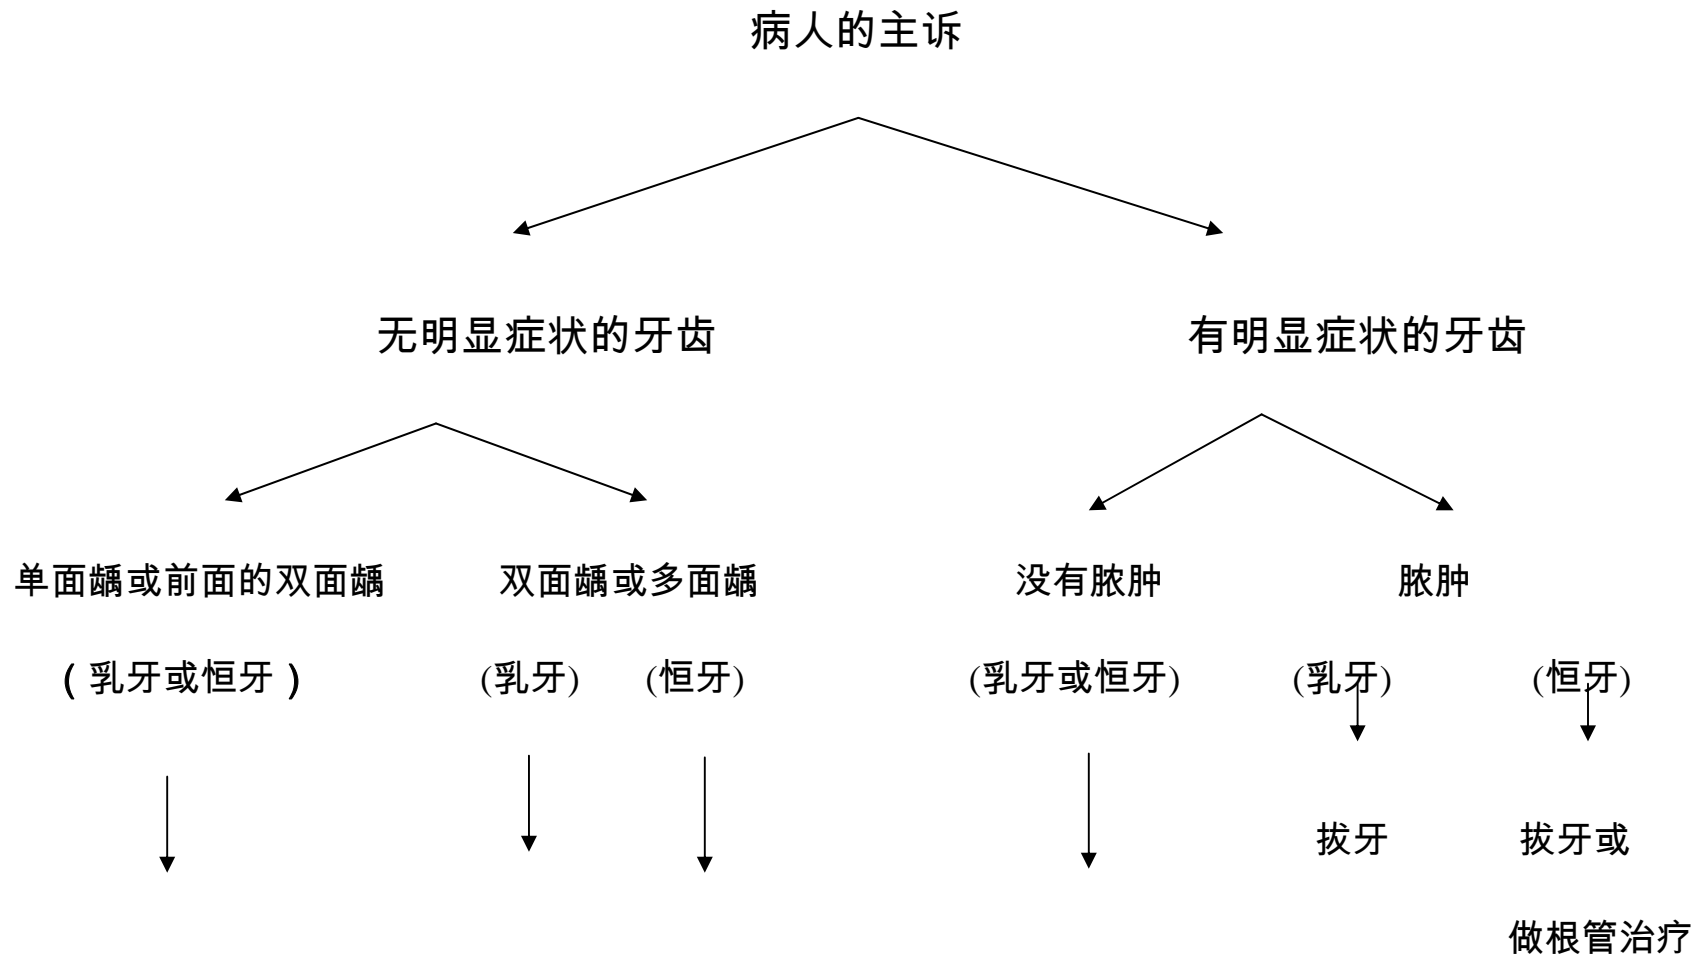 病人的主诉
无明显症状的牙齿 有明显症状的牙齿
单面龋或前面的双面龋 双面龋或多面龋 没有脓肿 脓肿
(乳牙或恒牙) (乳牙) (恒牙) (乳牙或恒牙) (乳牙) (恒牙)
拔牙 拔牙或
做根管治疗